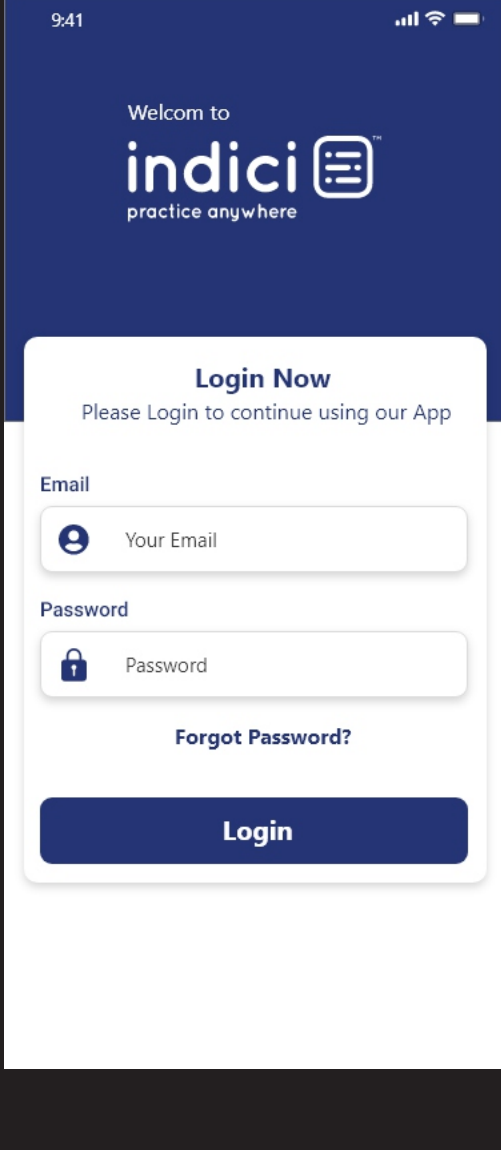 9:41
Welcom to
indici ™
practice anywhere
Login Now
Please Login to continue using our App
Email
Your Email
Password
Password
Forgot Password?
Login